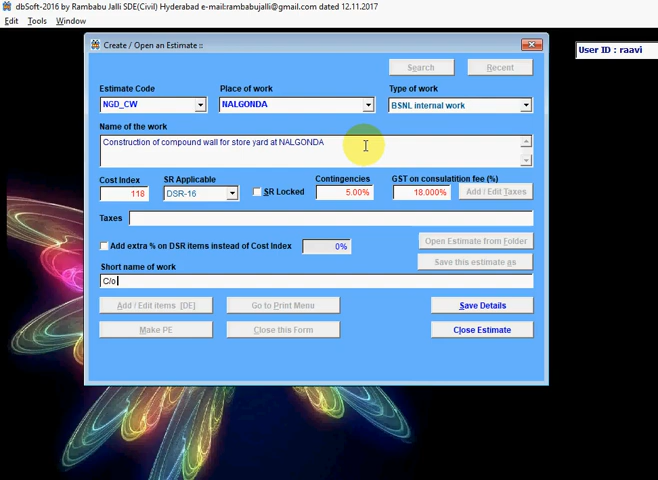 dbSoft-2016 by Rambabu Jalli SDE(Civil) Hyderabad e-mail:rambabujalli@gmail.com dated 12.11.2017
Edit Tools Window
User ID : raavi
Create / Open an Estimate ::
Search Recent
Estimate Code Place of work Type of work
NGD_CW NALGONDA BSNL internal work
Name of the work
Construction of compound wall for store yard at NALGONDA
Cost Index SR Applicable Contingencies GST on consulatition fee (%)
118 DSR-16 SR Locked 5.00% 18.000% Add / Edit Taxes
Taxes
Add extra % on DSR items instead of Cost Index 0% Open Estimate from Folder
Save this estimate as
Short name of work
C/o
Add / Edit items [DE] Go to Print Menu Save Details
Make PE Close this Form Close Estimate